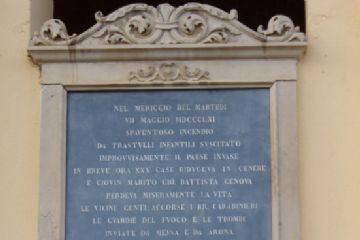 NEL MERIGGIO DEL MARTEDI
VII MAGGIO MDCCCLXI
SPAVENTOSO INCENDIO
DA TRASTULLI INFANTILI SUSCITATO
IMPROVVISAMENTE IL PAESE INVASE
IN BREVE ORA XXX CASE RIDUCEVA IN CENERE
E GIOVIN MARITO GIO BATTISTA GENOVA
PERDEVA MISERAMENTE LA VITA
LE VICINE GENTI ACCORSE I RR. CARABINIERI
LE GUARDIE DEL FUOCO E LE TROMBE
INVIATE DI MEINA E DA ARONA